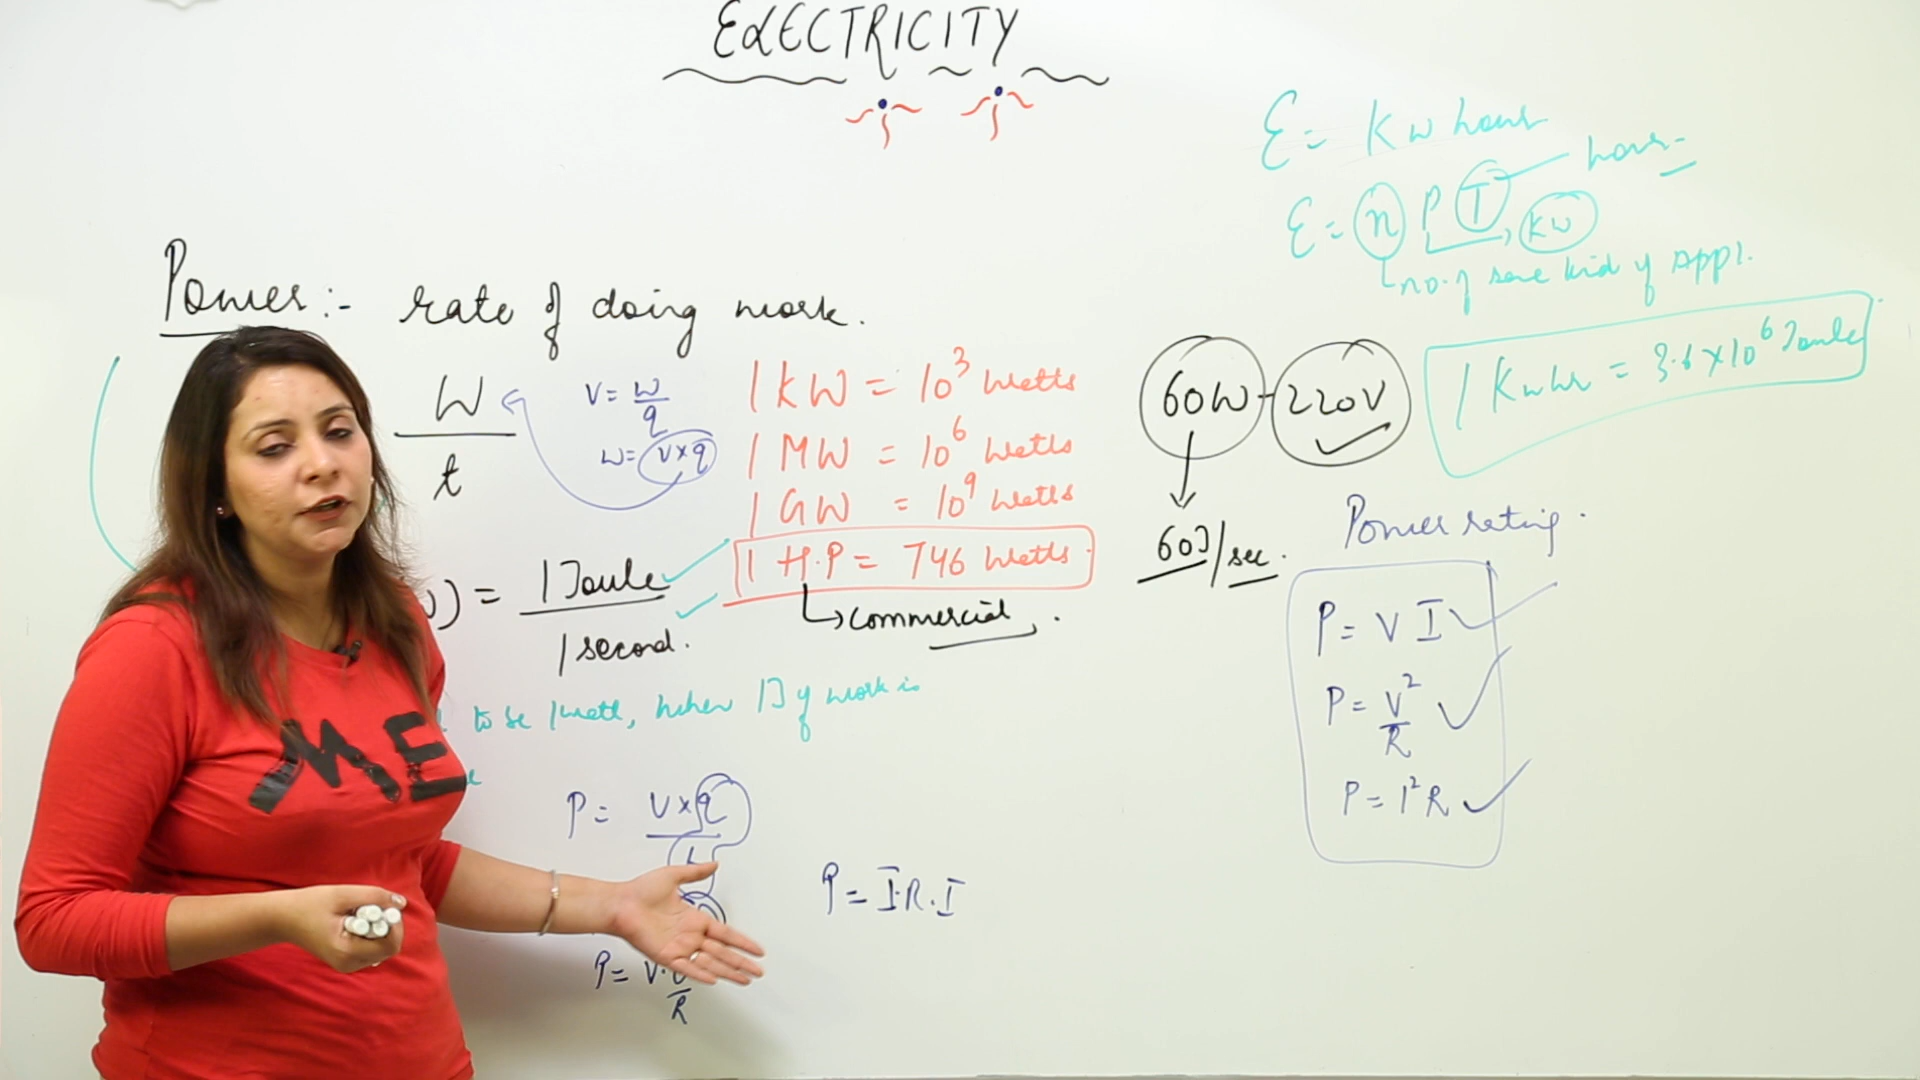 ELECTRICITY
E = Kw hour
hours
E = n P T, KW
no. of same kid of Appl.
Power:- rate of doing work.
W
t
V = w
q
w = v×q
1 KW = 10³ watts
1 MW = 10⁶ watts
1 GW = 10⁹ watts
1 H.P = 746 watts
commercial.
60W-220V
60J/sec.
1 Kwhr = 3.6×10⁶ Joule
Power rating.
P = V I
P = V²
R
P = I²R
) = 1 Joule
1 second.
to be 1 watt, when 1J of work is
P = V×q
t
P = I.R.I
P = V.
R
ME